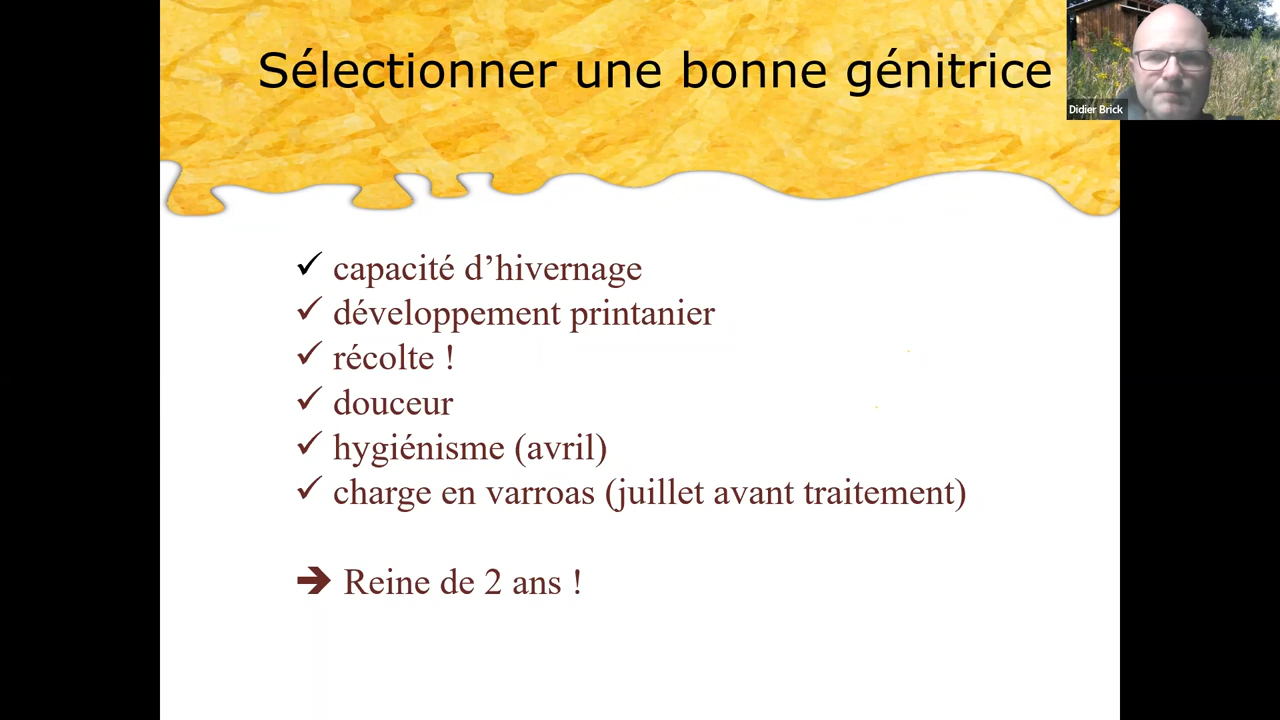 Sélectionner une bonne génitrice
Didier Brick
✓ capacité d’hivernage
✓ développement printanier
✓ récolte !
✓ douceur
✓ hygiénisme (avril)
✓ charge en varroas (juillet avant traitement)
➔ Reine de 2 ans !